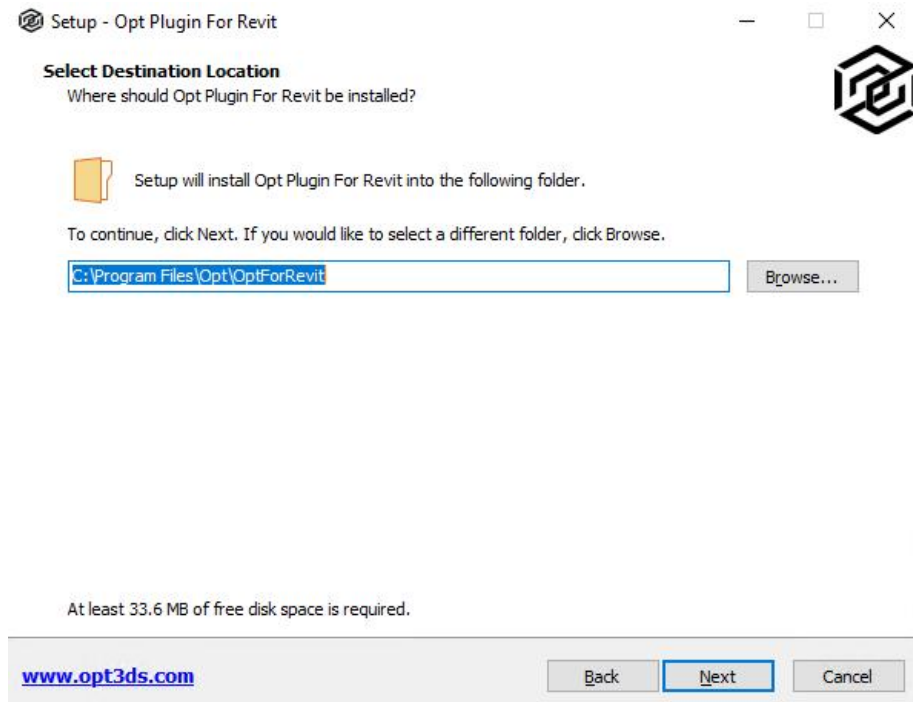 Setup - Opt Plugin For Revit
Select Destination Location
Where should Opt Plugin For Revit be installed?
Setup will install Opt Plugin For Revit into the following folder.
To continue, click Next. If you would like to select a different folder, click Browse.
C:\Program Files\Opt\OptForRevit
Browse...
At least 33.6 MB of free disk space is required.
www.opt3ds.com
Back
Next
Cancel